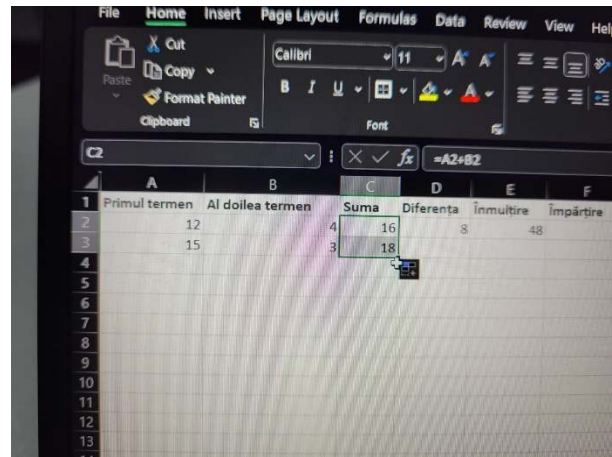 File Home Insert Page Layout Formulas Data Review View Help
Cut
Calibri 11 A A
Paste
Copy
B I U A
Format Painter
Clipboard Font
C2 fx =A2+B2
A B C D E F
1 Primul termen Al doilea termen Suma Diferența Înmulțire Împărțire
2 12 4 16 8 48
3 15 3 18
4
5
6
7
8
9
10
11
12
13